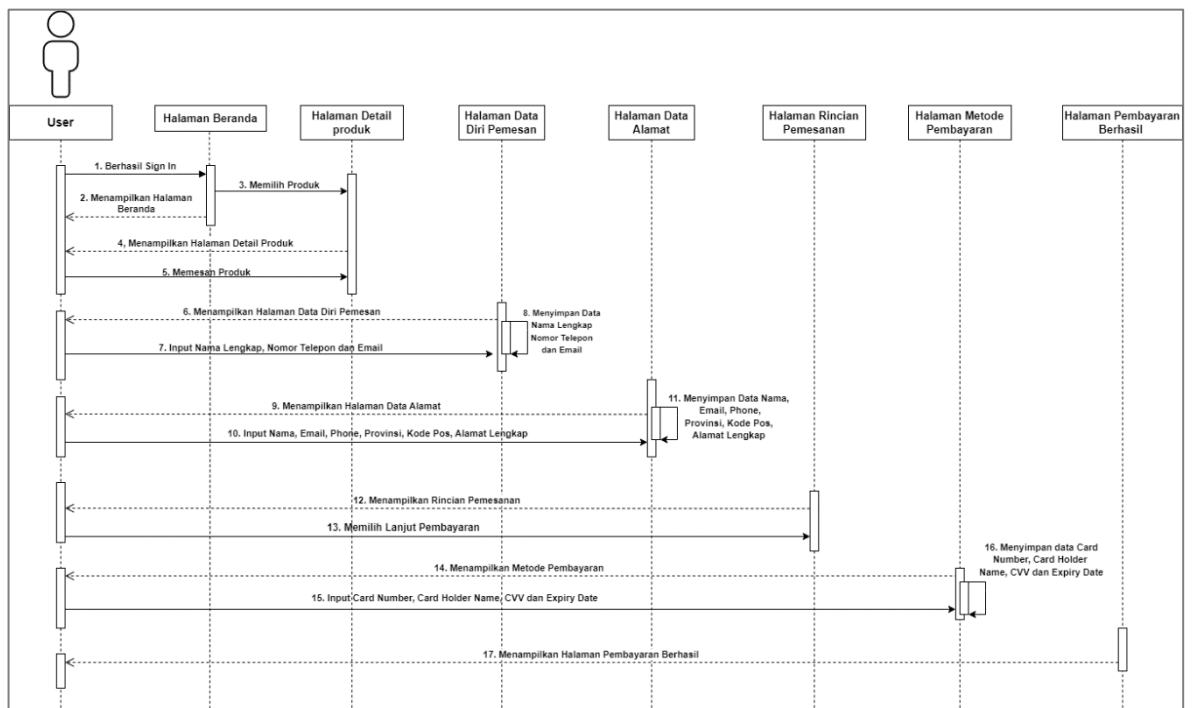 User
Halaman Beranda
Halaman Detail
produk
Halaman Data
Diri Pemesan
Halaman Data
Alamat
Halaman Rincian
Pemesanan
Halaman Metode
Pembayaran
Halaman Pembayaran
Berhasil
1. Berhasil Sign In
2. Menampilkan Halaman
Beranda
3. Memilih Produk
4, Menampilkan Halaman Detail Produk
5. Memesan Produk
6. Menampilkan Halaman Data Diri Pemesan
7. Input Nama Lengkap, Nomor Telepon dan Email
8. Menyimpan Data
Nama Lengkap
Nomor Telepon
dan Email
9. Menampilkan Halaman Data Alamat
10. Input Nama, Email, Phone, Provinsi, Kode Pos, Alamat Lengkap
11. Menyimpan Data Nama,
Email, Phone,
Provinsi, Kode Pos,
Alamat Lengkap
12. Menampilkan Rincian Pemesanan
13. Memilih Lanjut Pembayaran
14. Menampilkan Metode Pembayaran
15. Input Card Number, Card Holder Name, CVV dan Expiry Date
16. Menyimpan data Card
Number, Card Holder
Name, CVV dan Expiry Date
17. Menampilkan Halaman Pembayaran Berhasil